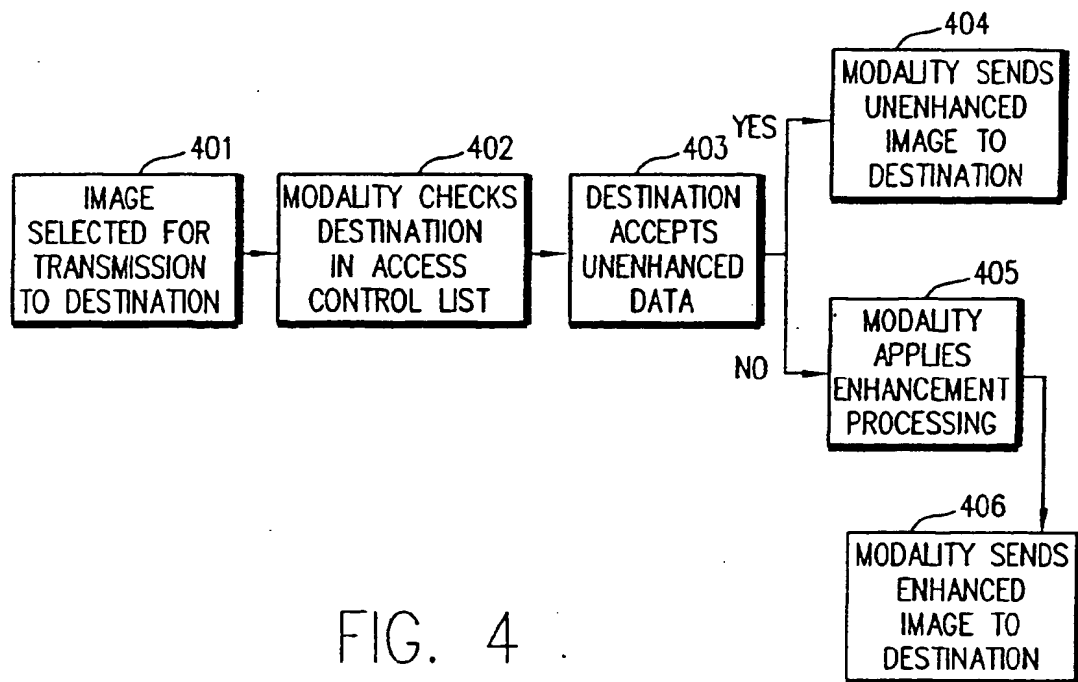 401
IMAGE
SELECTED FOR
TRANSMISSION
TO DESTINATION
402
MODALITY CHECKS
DESTINATIION
IN ACCESS
CONTROL LIST
403
DESTINATION
ACCEPTS
UNENHANCED
DATA
YES
NO
404
MODALITY SENDS
UNENHANCED
IMAGE TO
DESTINATION
405
MODALITY
APPLIES
ENHANCEMENT
PROCESSING
406
MODALITY SENDS
ENHANCED
IMAGE TO
DESTINATION
FIG. 4